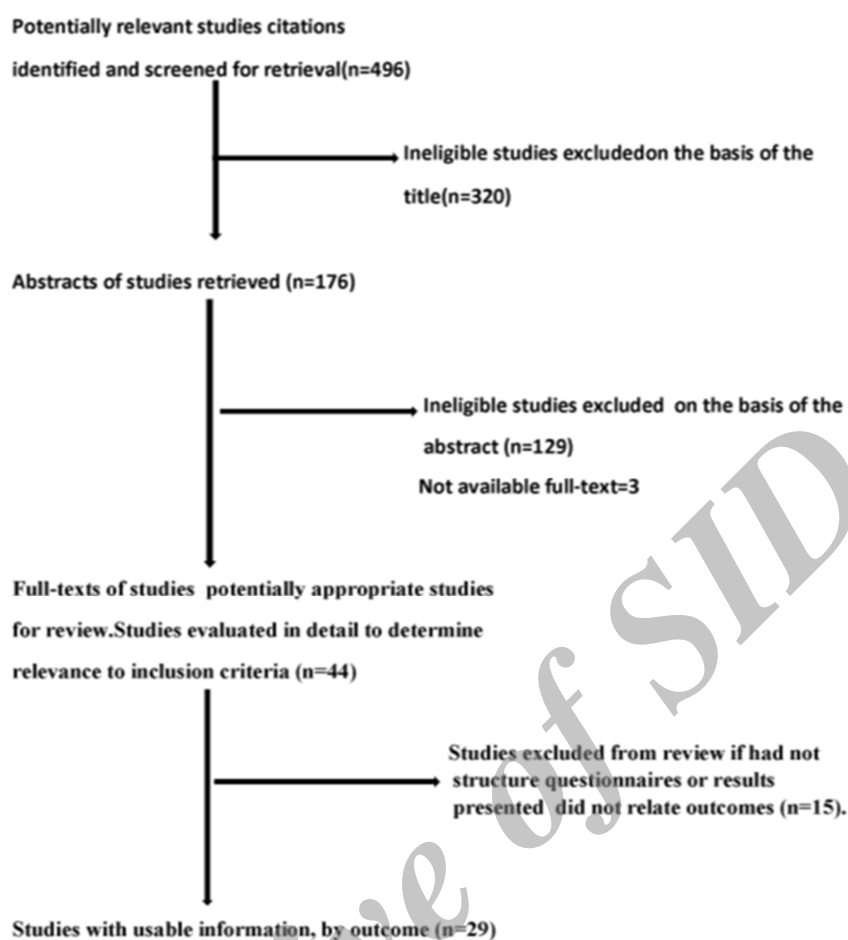 Potentially relevant studies citations
identified and screened for retrieval(n=496)
Ineligible studies excludedon the basis of the
title(n=320)
Abstracts of studies retrieved (n=176)
Ineligible studies excluded on the basis of the
abstract (n=129)
Not available full-text=3
Full-texts of studies potentially appropriate studies
for review.Studies evaluated in detail to determine
relevance to inclusion criteria (n=44)
Studies excluded from review if had not
structure questionnaires or results
presented did not relate outcomes (n=15).
Studies with usable information, by outcome (n=29)
ve of SID